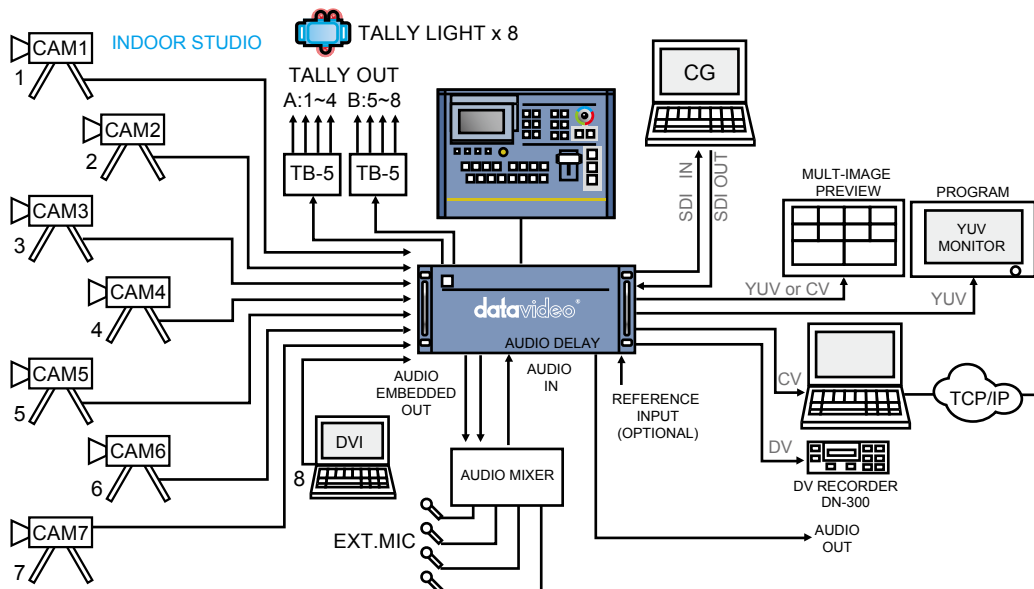 INDOOR STUDIO
TALLY LIGHT x 8
CAM1
1
CAM2
2
CAM3
3
CAM4
4
CAM5
5
CAM6
6
CAM7
7
TALLY OUT
A:1~4 B:5~8
TB-5
TB-5
CG
SDI IN
SDI OUT
MULT-IMAGE
PREVIEW
PROGRAM
YUV
MONITOR
YUV or CV
YUV
datavideo®
AUDIO DELAY
AUDIO
EMBEDDED
OUT
AUDIO
IN
REFERENCE
INPUT
(OPTIONAL)
CV
TCP/IP
DV
DV RECORDER
DN-300
DVI
8
AUDIO MIXER
EXT.MIC
AUDIO
OUT